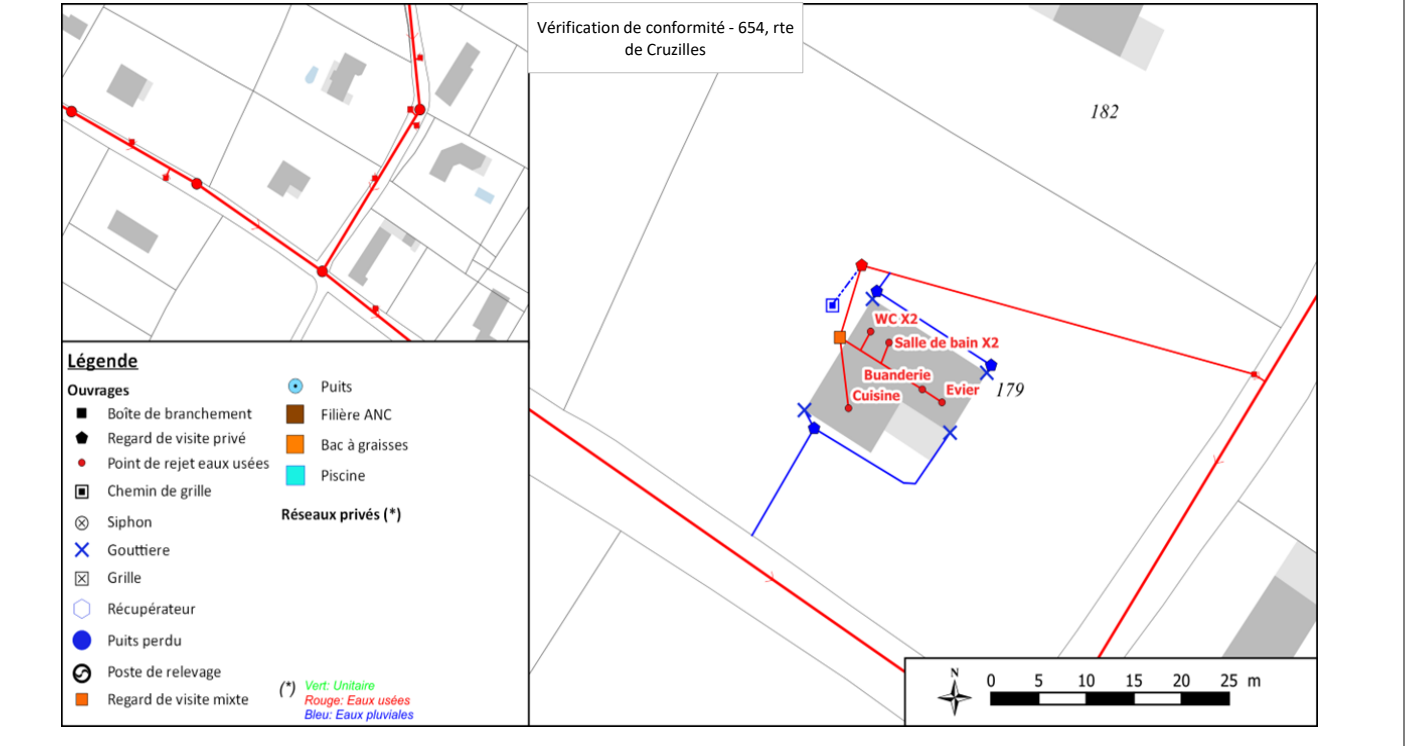 Vérification de conformité - 654, rte
de Cruzilles
182
WC X2
Salle de bain X2
Buanderie
Evier
179
Cuisine
Légende
Ouvrages
Boîte de branchement
Regard de visite privé
Point de rejet eaux usées
Chemin de grille
Siphon
Gouttiere
Grille
Récupérateur
Puits perdu
Poste de relevage
Regard de visite mixte
Puits
Filière ANC
Bac à graisses
Piscine
Réseaux privés (*)
(*) Vert: Unitaire
Rouge: Eaux usées
Bleu: Eaux pluviales
N
0 5 10 15 20 25 m